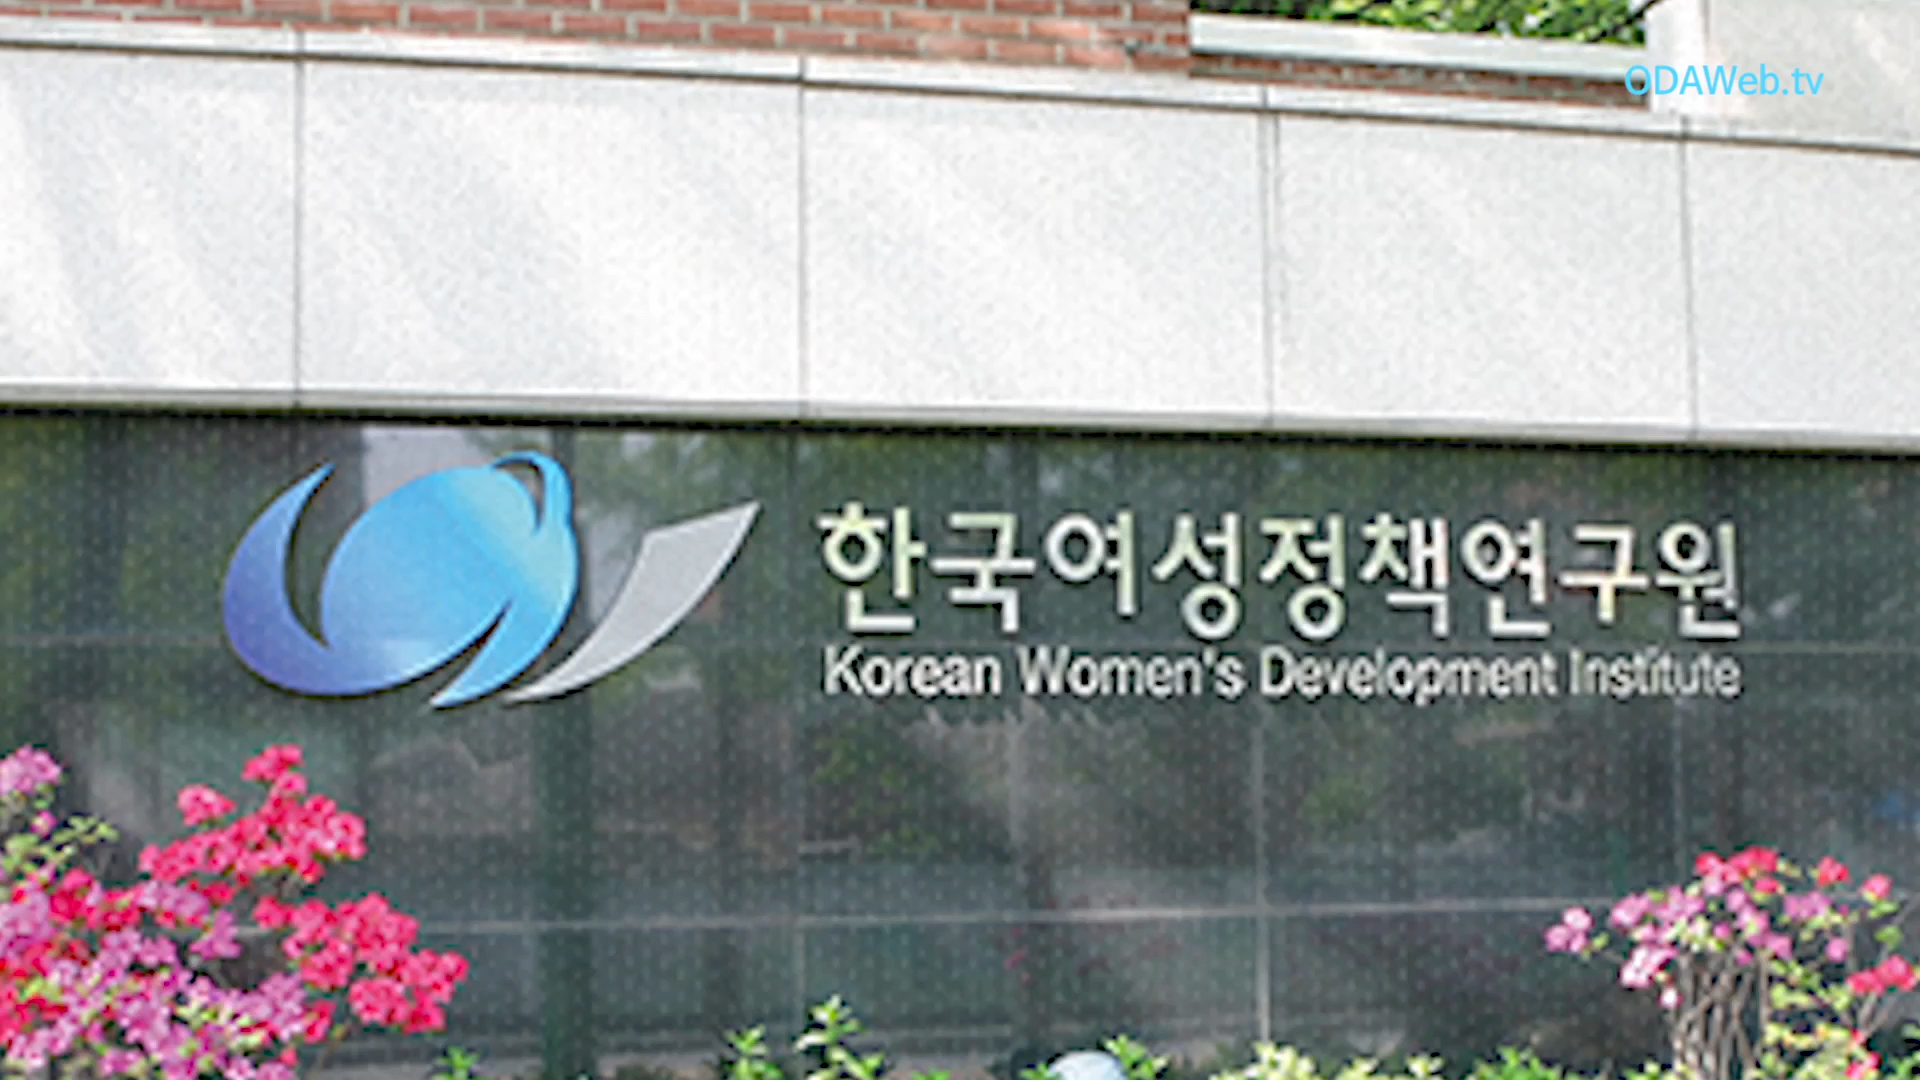 ODAWeb.tv
한국여성정책연구원
Korean Women's Development Institute